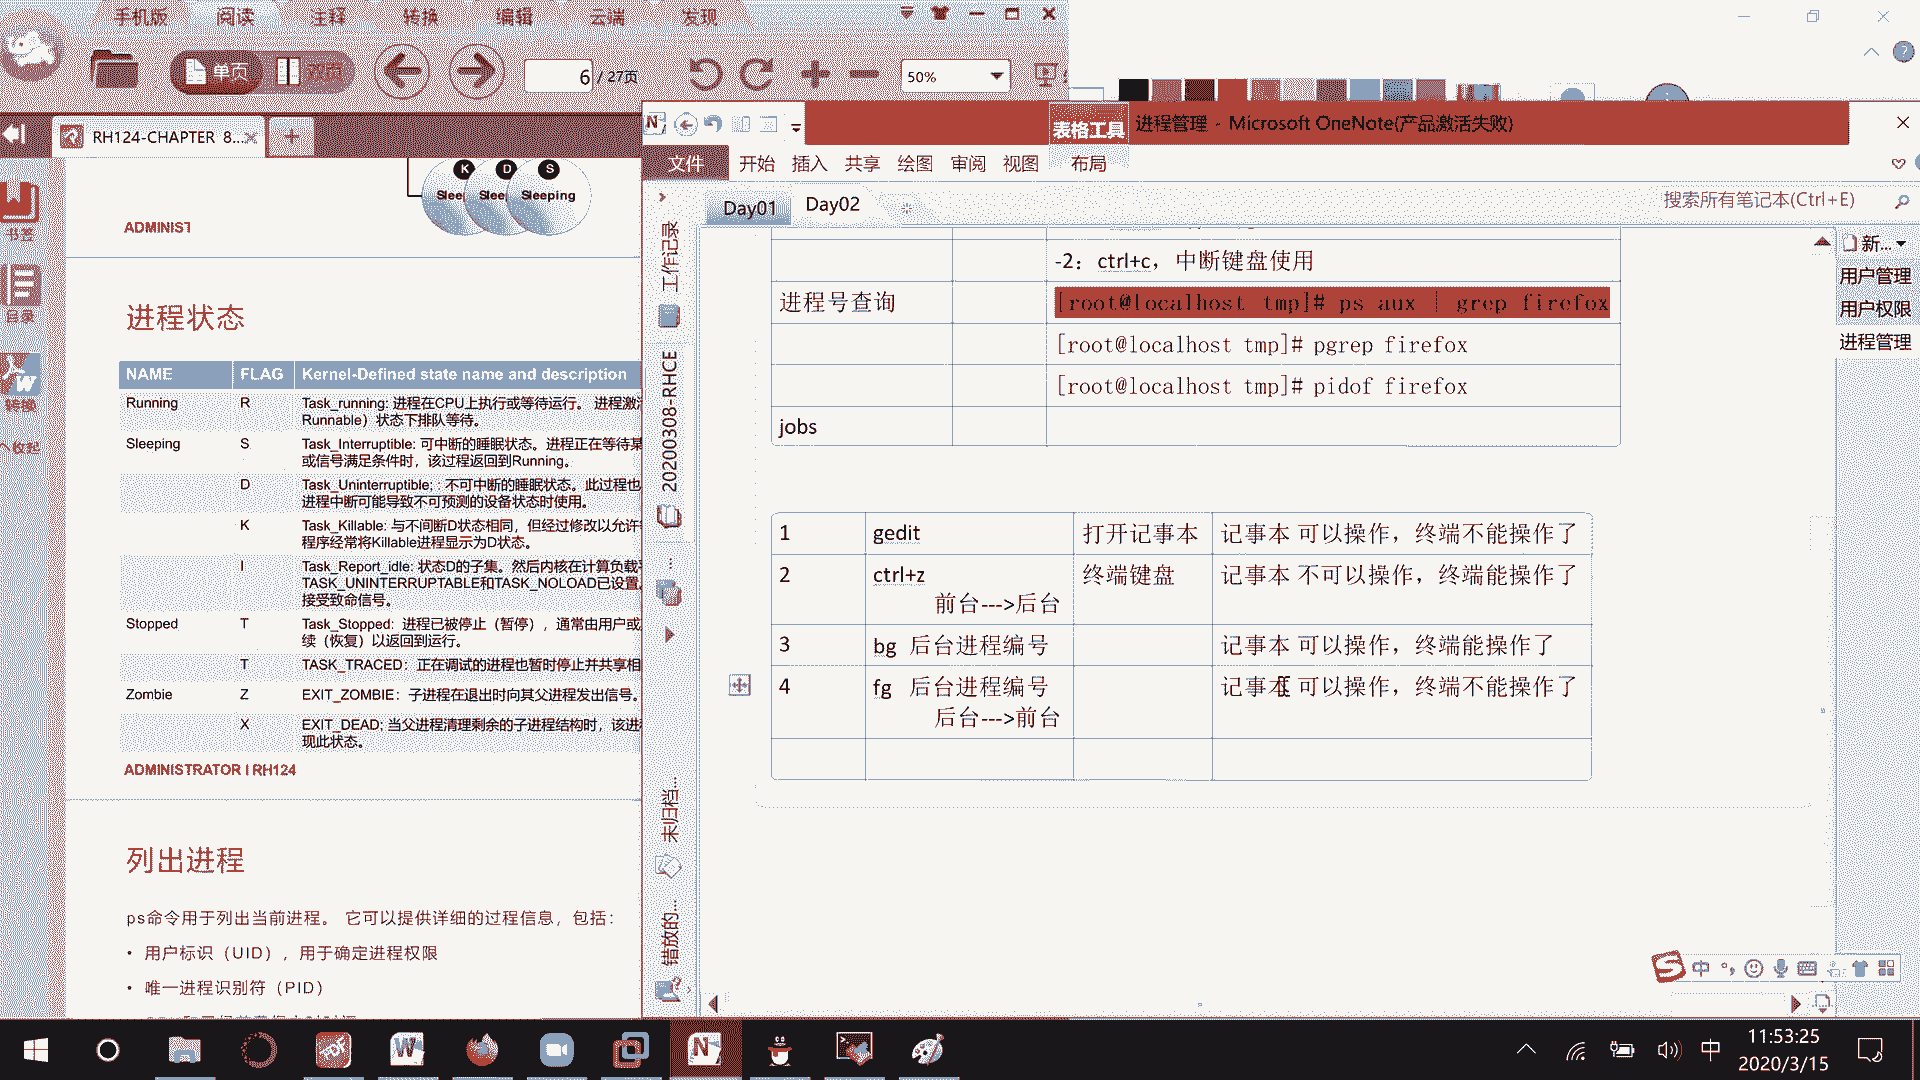 手机版 阅读 注释 转换 编辑 云端 发现
单页 双页 6 / 27页 50%
RH124-CHAPTER 8...
书签
目录
转换
收起
K D S
Slee Slee Sleeping
ADMINIST
进程状态
NAME FLAG Kernel-Defined state name and description
Running R Task_running: 进程在CPU上执行或等待运行。 进程激
Runnable）状态下排队等待。
Sleeping S Task_Interruptible: 可中断的睡眠状态。进程正在等待某
或信号满足条件时，该过程返回到Running。
D Task_Uninterruptible; : 不可中断的睡眠状态。此过程也
进程中断可能导致不可预测的设备状态时使用。
K Task_Killable: 与不间断D状态相同，但经过修改以允许
程序经常将Killable进程显示为D状态。
I Task_Report_idle: 状态D的子集。然后内核在计算负载
TASK_UNINTERRUPTABLE和TASK_NOLOAD已设置。
接受致命信号。
Stopped T Task_Stopped: 进程已被停止（暂停），通常由用户或
续（恢复）以返回到运行。
T TASK_TRACED：正在调试的进程也暂时停止并共享相
Zombie Z EXIT_ZOMBIE：子进程在退出时向其父进程发出信号。
X EXIT_DEAD; 当父进程清理剩余的子进程结构时，该进
现此状态。
ADMINISTRATOR I RH124
列出进程
ps命令用于列出当前进程。 它可以提供详细的过程信息，包括：
• 用户标识（UID），用于确定进程权限
• 唯一进程识别符（PID）
表格工具 进程管理 - Microsoft OneNote(产品激活失败)
文件 开始 插入 共享 绘图 审阅 视图 布局
Day01 Day02 搜索所有笔记本(Ctrl+E)
工作记录
20200308-RHCE
未归档...
错放的...
新...
用户管理
用户权限
进程管理
-2：ctrl+c，中断键盘使用
进程号查询 [root@localhost tmp]# ps aux | grep firefox
[root@localhost tmp]# pgrep firefox
[root@localhost tmp]# pidof firefox
jobs
1 gedit 打开记事本 记事本 可以操作，终端不能操作了
2 ctrl+z 终端键盘 记事本 不可以操作，终端能操作了
前台--->后台
3 bg 后台进程编号 记事本 可以操作，终端能操作了
4 fg 后台进程编号 记事本 可以操作，终端不能操作了
后台--->前台
中
中 11:53:25
2020/3/15